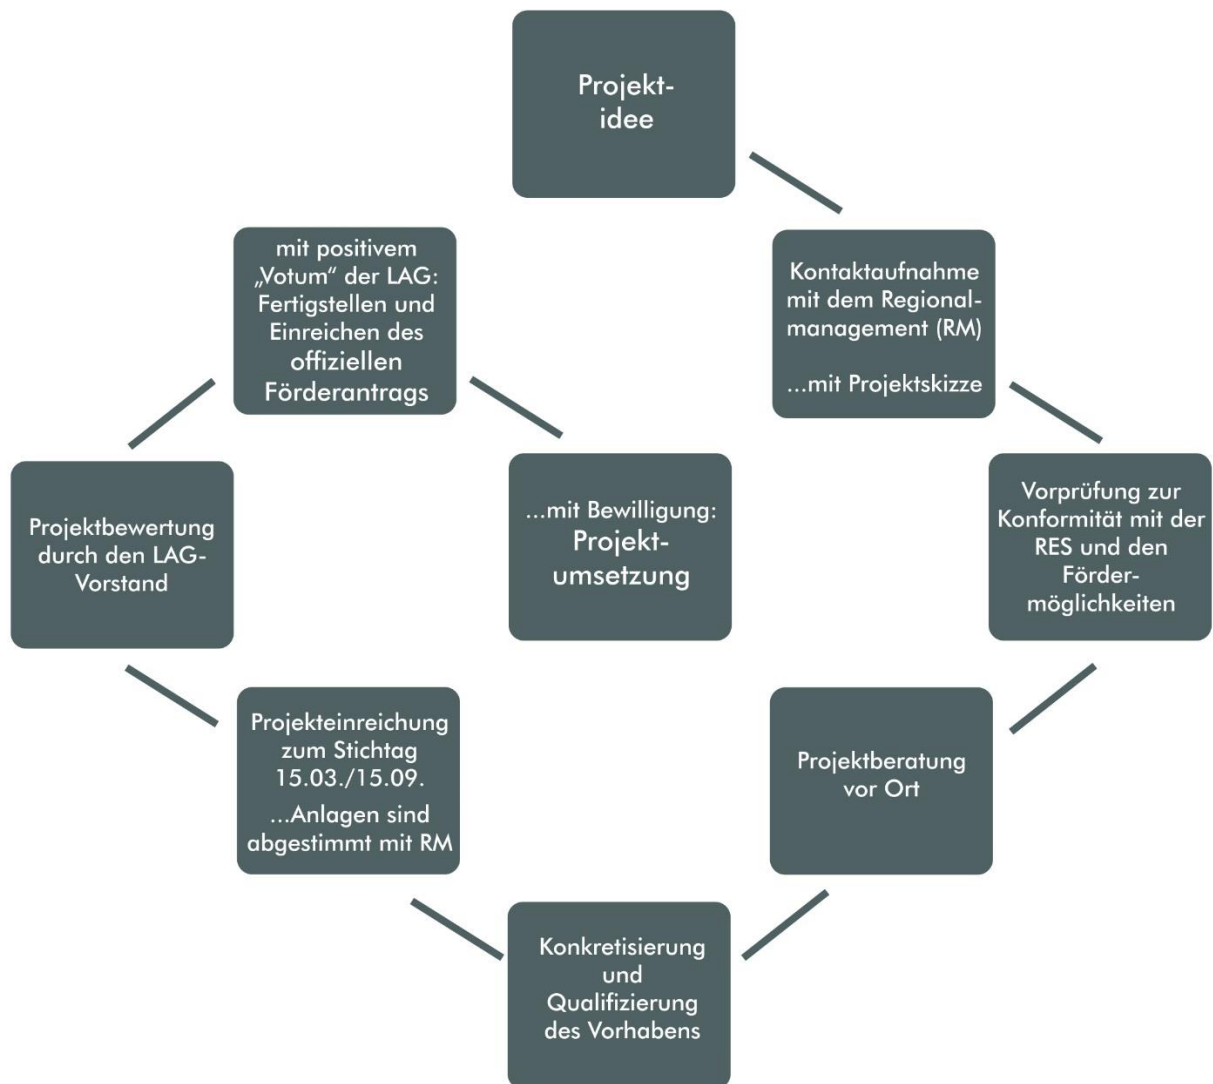 Projekt-
idee
Kontaktaufnahme
mit dem Regional-
management (RM)
...mit Projektskizze
Vorprüfung zur
Konformität mit der
RES und den
Förder-
möglichkeiten
Projektberatung
vor Ort
Konkretisierung
und
Qualifizierung
des Vorhabens
Projekteinreichung
zum Stichtag
15.03./15.09.
...Anlagen sind
abgestimmt mit RM
Projektbewertung
durch den LAG-
Vorstand
mit positivem
„Votum“ der LAG:
Fertigstellen und
Einreichen des
offiziellen
Förderantrags
...mit Bewilligung:
Projekt-
umsetzung